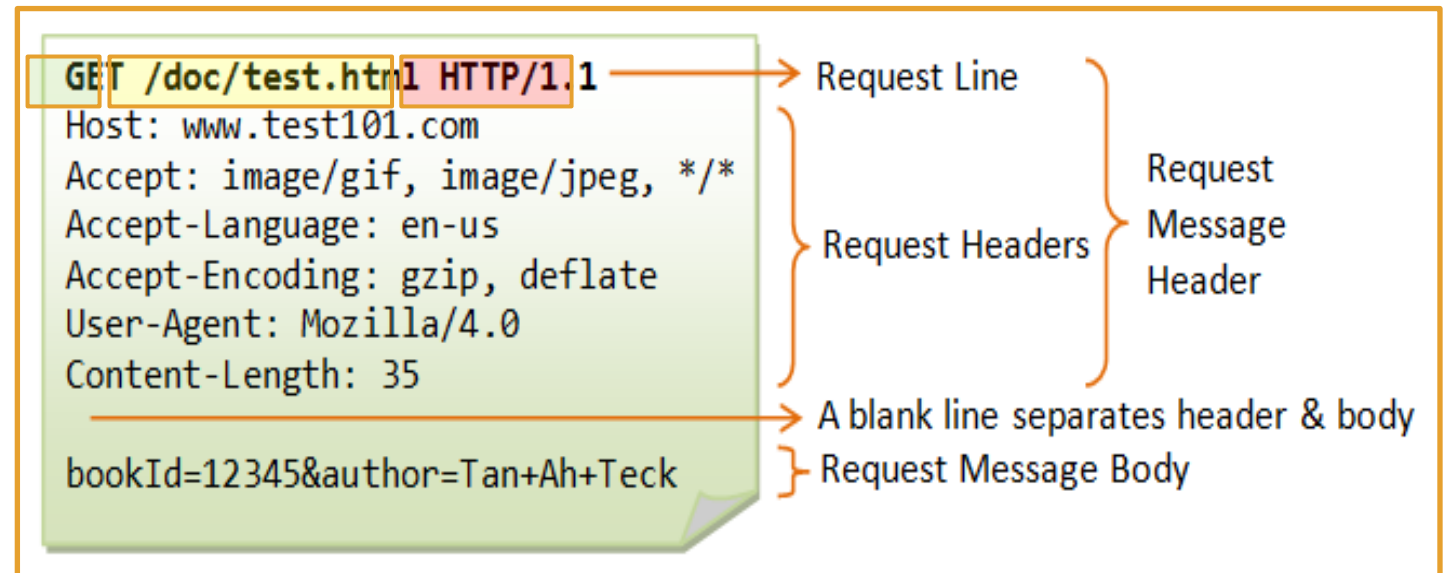 GET /doc/test.html HTTP/1.1
Request Line
Host: www.test101.com
Accept: image/gif, image/jpeg, */*
Accept-Language: en-us
Accept-Encoding: gzip, deflate
User-Agent: Mozilla/4.0
Content-Length: 35
Request Headers
Request
Message
Header
A blank line separates header & body
bookId=12345&author=Tan+Ah+Teck
Request Message Body